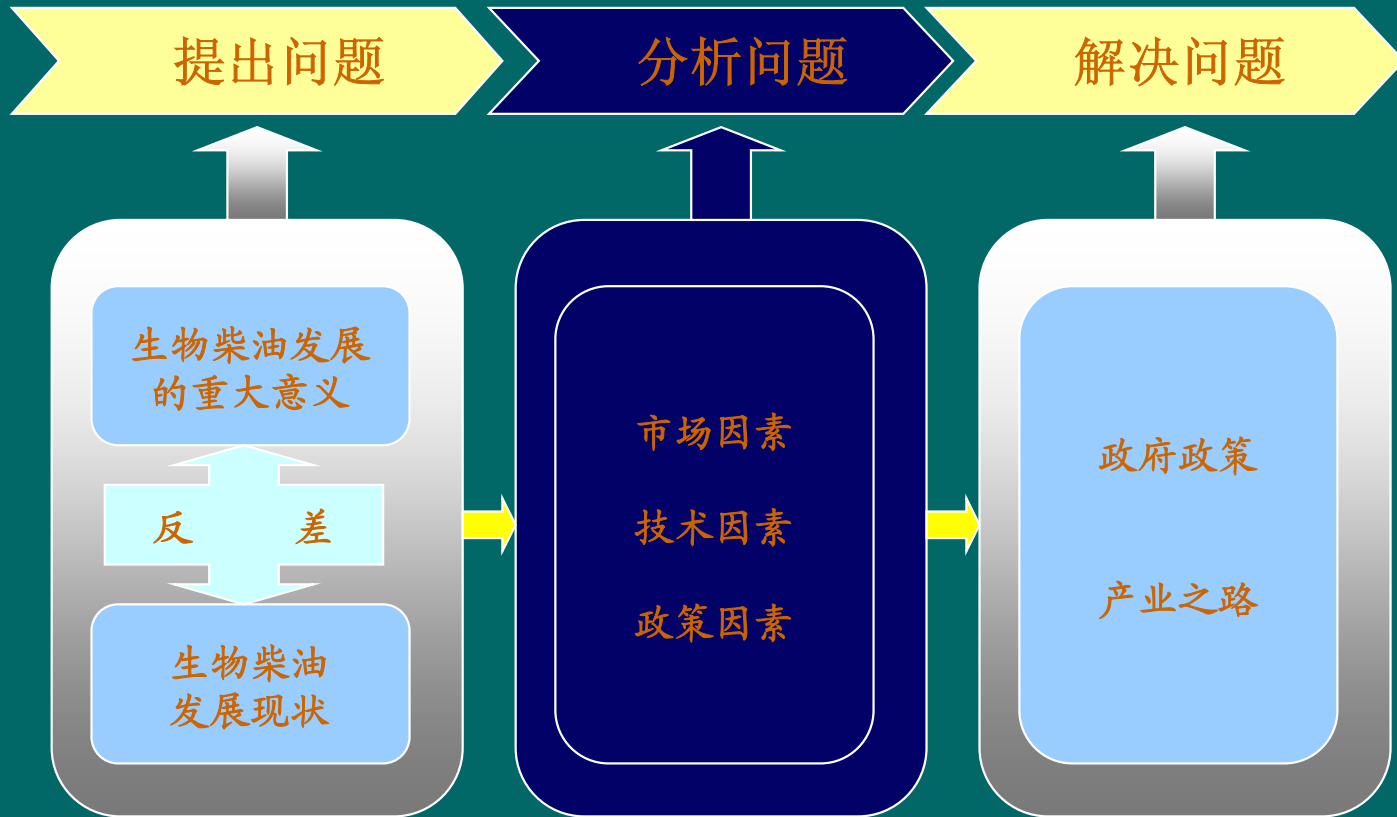 提出问题
分析问题
解决问题
生物柴油发展
的重大意义
反 差
生物柴油
发展现状
市场因素
技术因素
政策因素
政府政策
产业之路